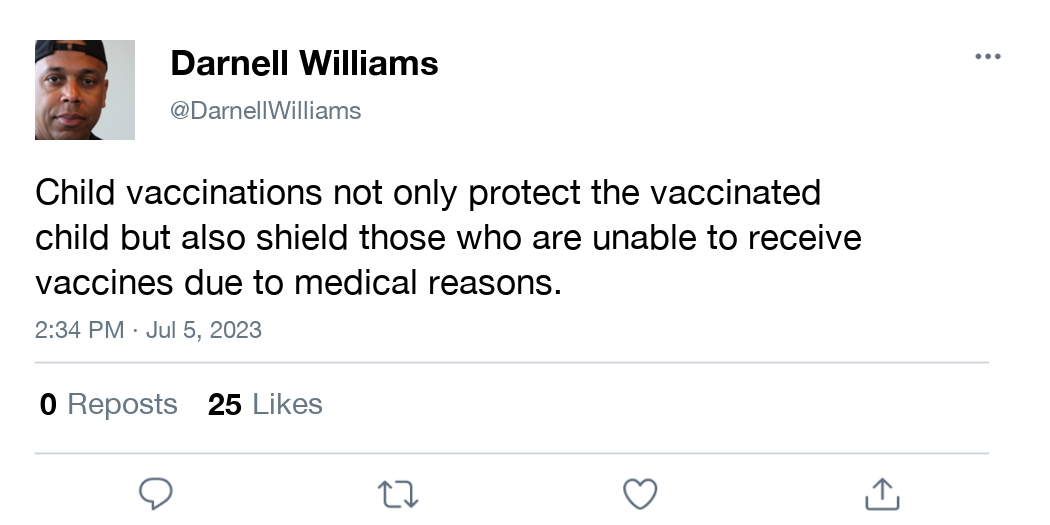 Darnell Williams
@DarnellWilliams
Child vaccinations not only protect the vaccinated
child but also shield those who are unable to receive
vaccines due to medical reasons.
2:34 PM · Jul 5, 2023
0 Reposts 25 Likes